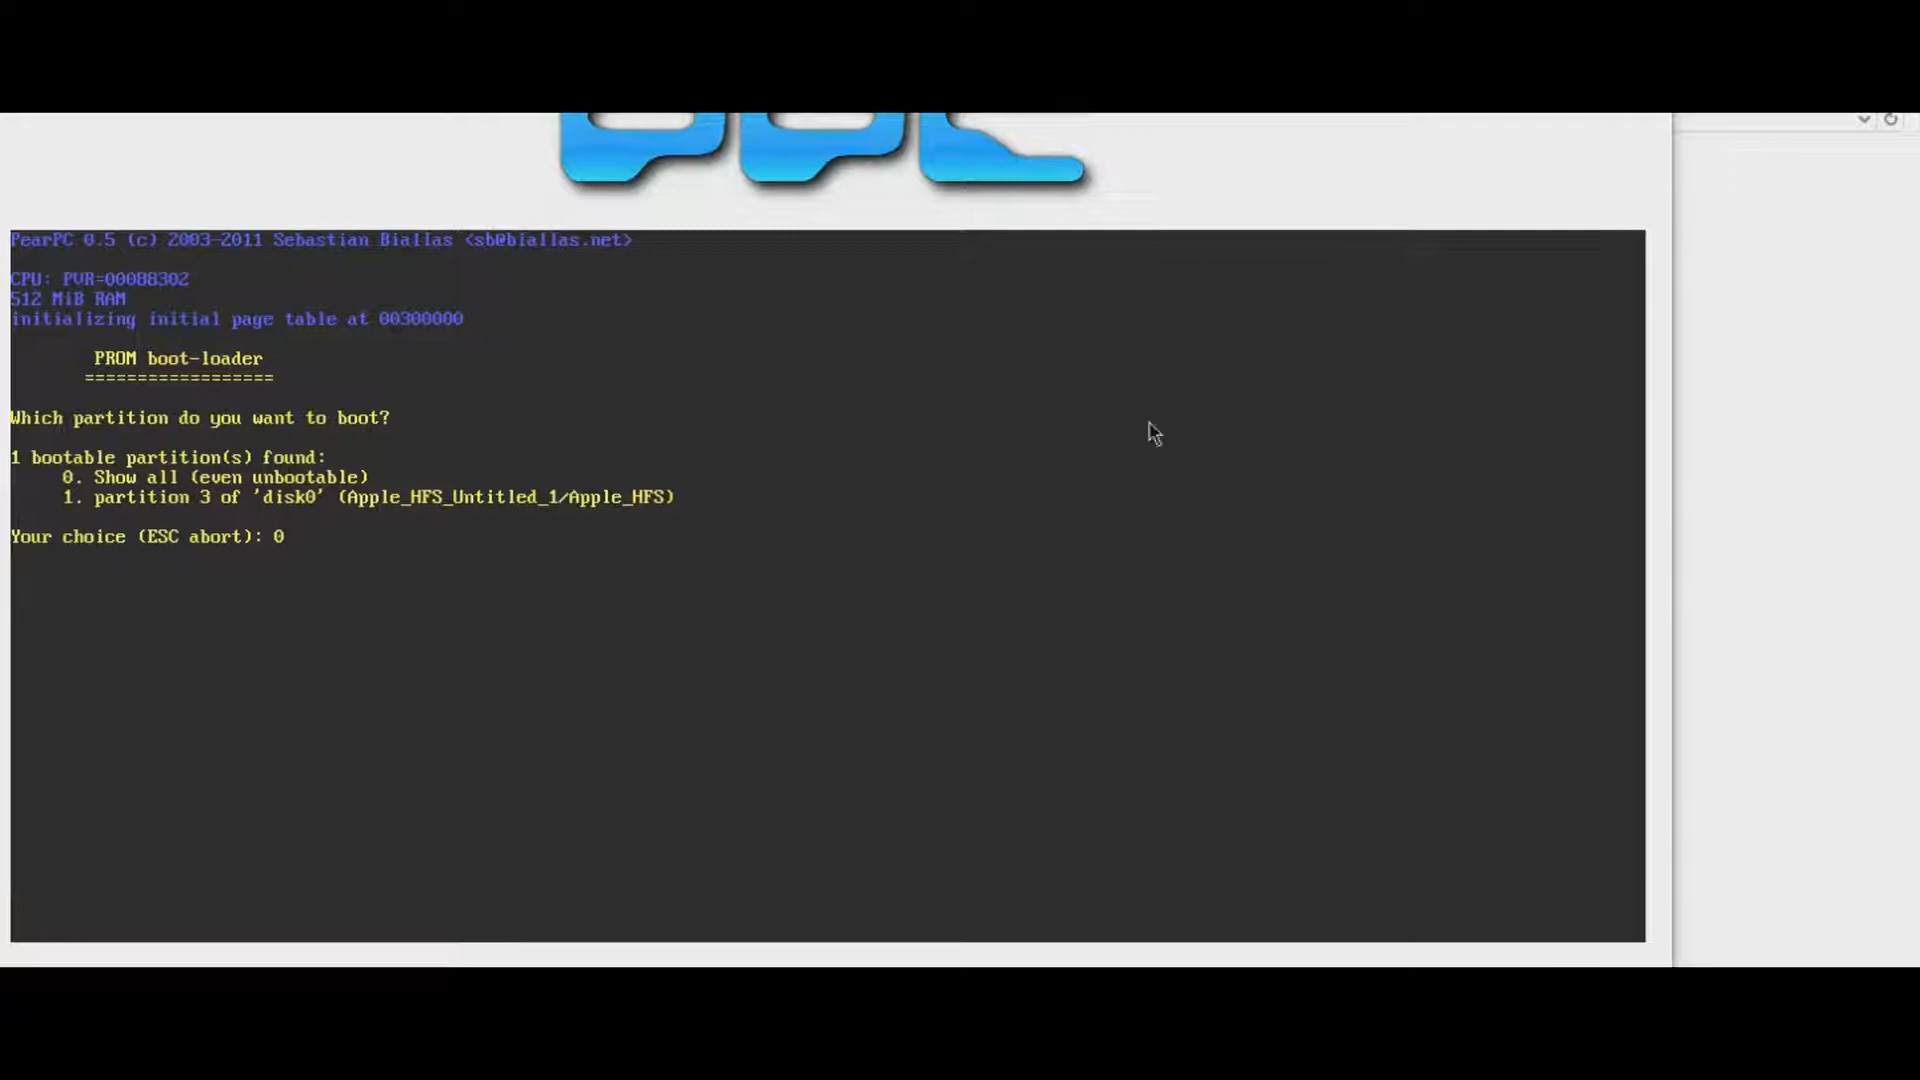 PearPC 0.5 (c) 2003-2011 Sebastian Biallas <sb@biallas.net>
CPU: PVR=00088302
512 MiB RAM
initializing initial page table at 00300000
PROM boot-loader
==================
Which partition do you want to boot?
1 bootable partition(s) found:
0. Show all (even unbootable)
1. partition 3 of 'disk0' (Apple_HFS_Untitled_1/Apple_HFS)
Your choice (ESC abort): 0